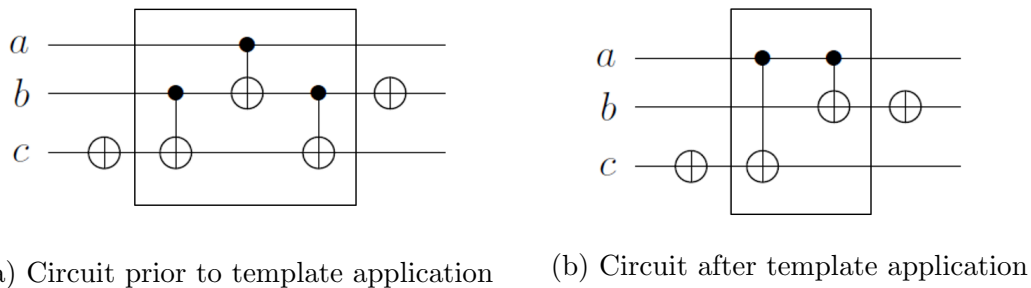 a
b
c
a
b
c
) Circuit prior to template application
(b) Circuit after template application